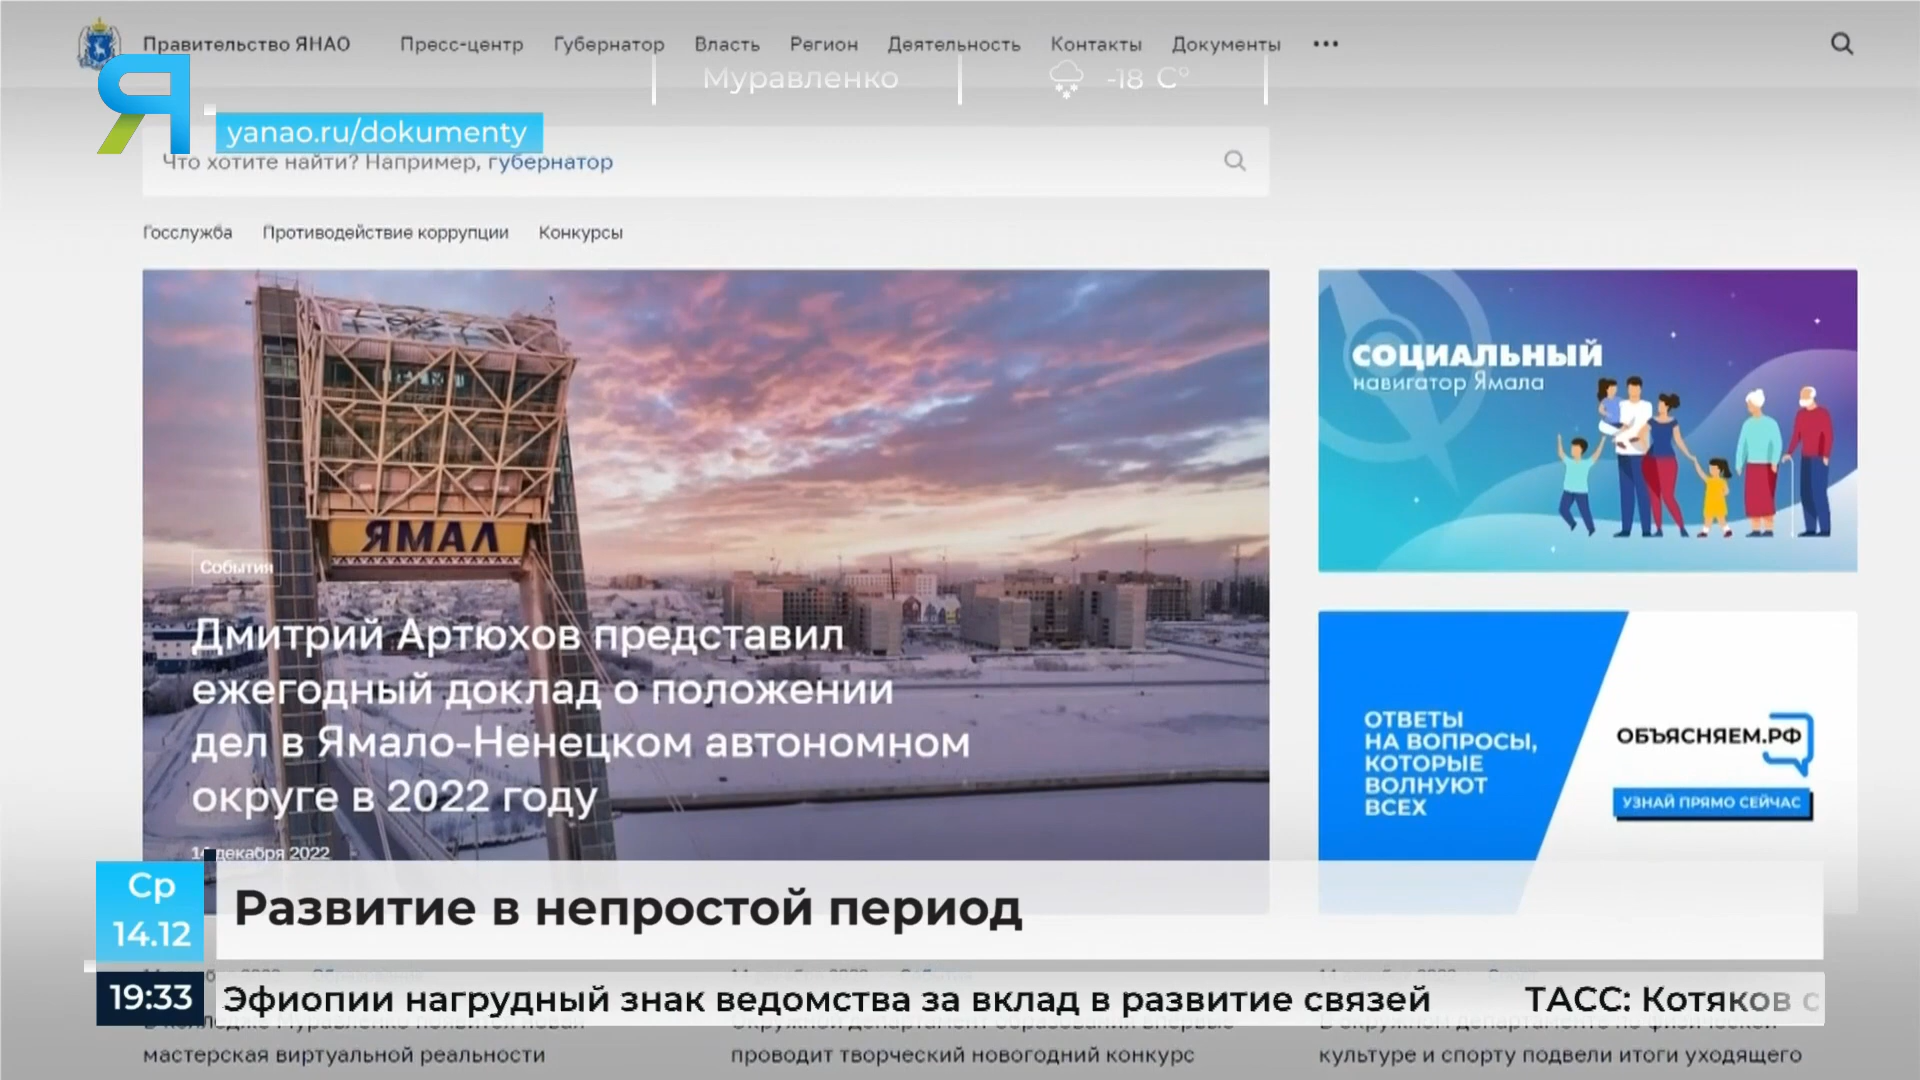 Правительство ЯНАО Пресс-центр Губернатор Власть Регион Деятельность Контакты Документы
Муравленко -18 C°
Я
yanao.ru/dokumenty
Что хотите найти? Например, губернатор
Госслужба Противодействие коррупции Конкурсы
ЯМАЛ
События
Дмитрий Артюхов представил
ежегодный доклад о положении
дел в Ямало-Ненецком автономном
округе в 2022 году
14 декабря 2022
СОЦИАЛЬНЫЙ
навигатор Ямала
ОТВЕТЫ
НА ВОПРОСЫ,
КОТОРЫЕ
ВОЛНУЮТ
ВСЕХ
ОБЪЯСНЯЕМ.РФ
УЗНАЙ ПРЯМО СЕЙЧАС
Ср
14.12
Развитие в непростой период
19:33
Эфиопии нагрудный знак ведомства за вклад в развитие связей ТАСС: Котяков с
мастерская виртуальной реальности
проводит творческий новогодний конкурс
культуре и спорту подвели итоги уходящего